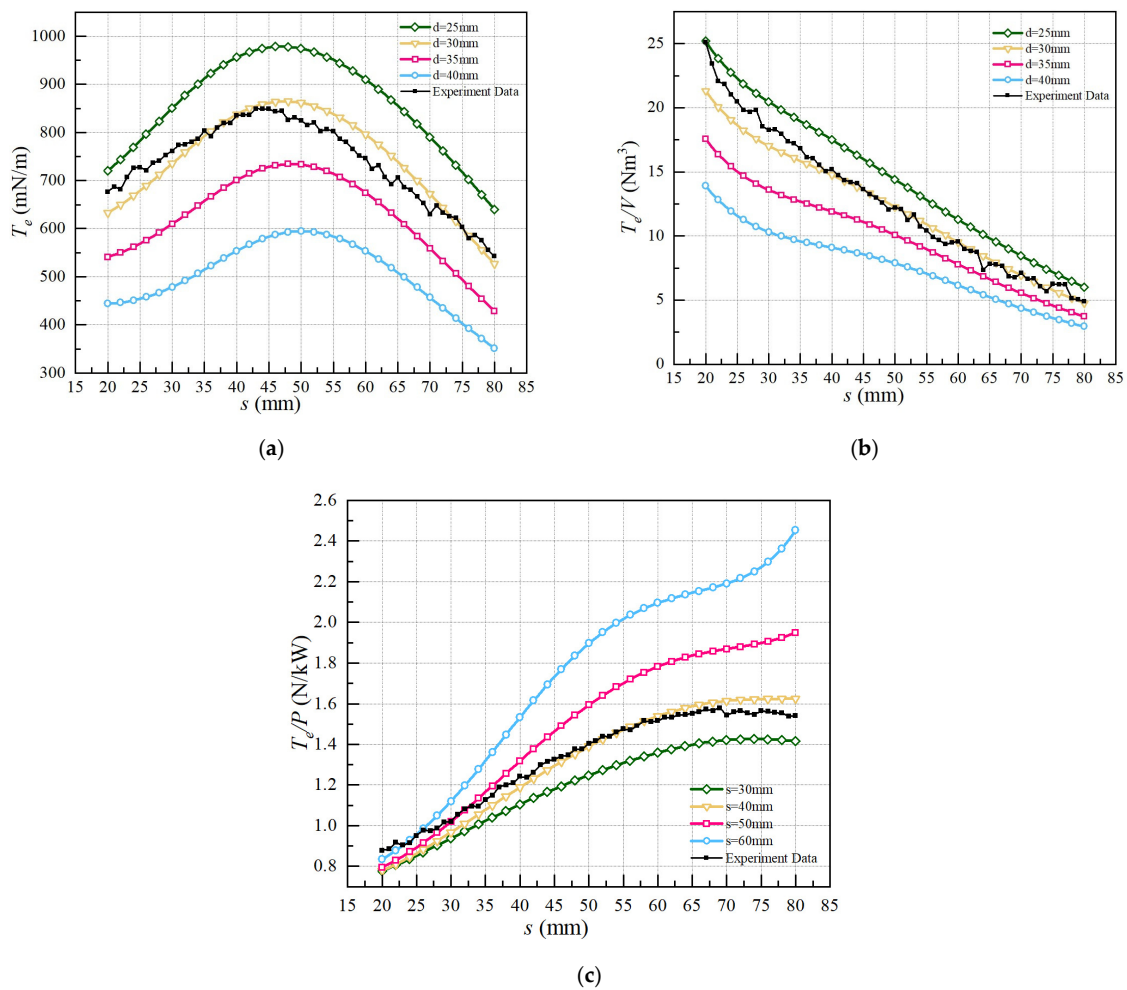 d=25mm
d=30mm
d=35mm
d=40mm
Experiment Data
1000
900
800
700
600
500
400
300
Te (mN/m)
15 20 25 30 35 40 45 50 55 60 65 70 75 80 85
s (mm)
(a)
d=25mm
d=30mm
d=35mm
d=40mm
Experiment Data
25
20
15
10
5
0
Te/V (Nm³)
15 20 25 30 35 40 45 50 55 60 65 70 75 80 85
s (mm)
(b)
2.6
2.4
2.2
2.0
1.8
1.6
1.4
1.2
1.0
0.8
Te/P (N/kW)
s=30mm
s=40mm
s=50mm
s=60mm
Experiment Data
15 20 25 30 35 40 45 50 55 60 65 70 75 80 85
s (mm)
(c)